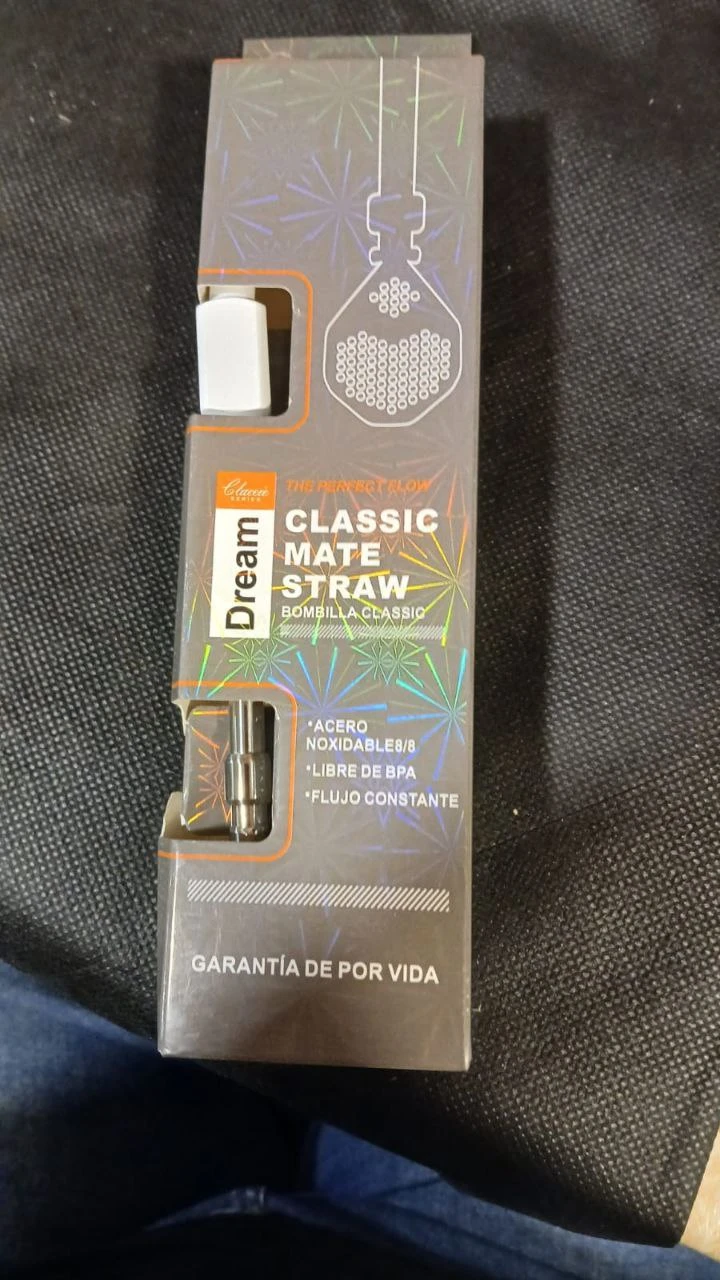 Classic
SERIES
Dream
THE PERFECT FLOW
CLASSIC
MATE
STRAW
BOMBILLA CLASSIC
•ACERO
NOXIDABLE8/8
•LIBRE DE BPA
•FLUJO CONSTANTE
GARANTÍA DE POR VIDA